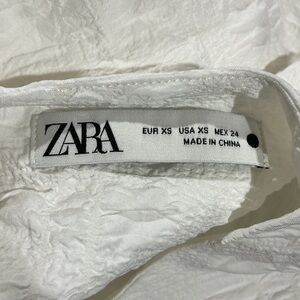 ZARA
EUR XS USA XS MEX 24
MADE IN CHINA